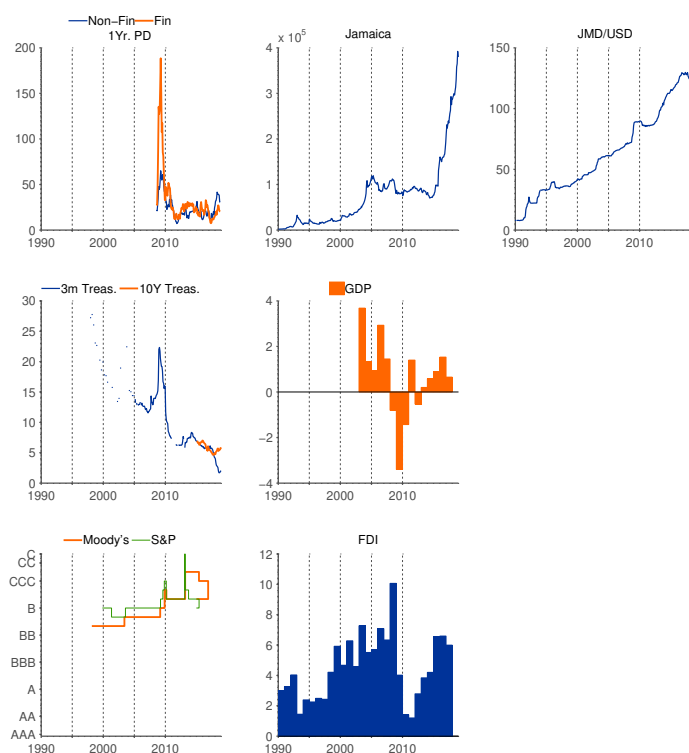 Non-Fin Fin
1Yr. PD
200
150
100
50
0
1990 2000 2010
Jamaica
× 10^5
4
3
2
1
0
1990 2000 2010
JMD/USD
150
100
50
0
1990 2000 2010
3m Treas. 10Y Treas.
30
25
20
15
10
5
0
1990 2000 2010
GDP
4
2
0
-2
-4
1990 2000 2010
Moody's S&P
C
CC
CCC
B
BB
BBB
A
AA
AAA
1990 2000 2010
FDI
12
10
8
6
4
2
0
1990 2000 2010